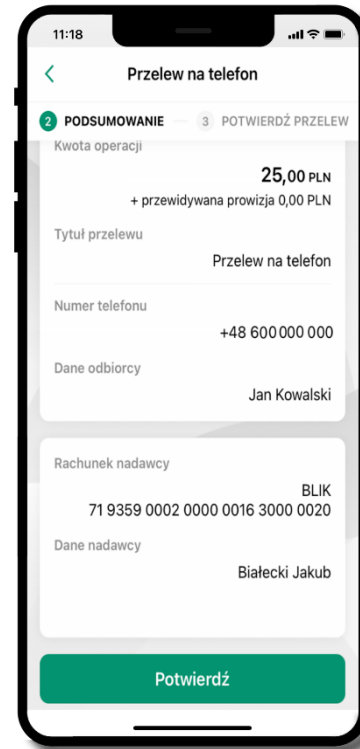 11:18
Przelew na telefon
2 PODSUMOWANIE 3 POTWIERDŹ PRZELEW
Kwota operacji
25,00 PLN
+ przewidywana prowizja 0,00 PLN
Tytuł przelewu
Przelew na telefon
Numer telefonu
+48 600 000 000
Dane odbiorcy
Jan Kowalski
Rachunek nadawcy
BLIK
71 9359 0002 0000 0016 3000 0020
Dane nadawcy
Białecki Jakub
Potwierdź